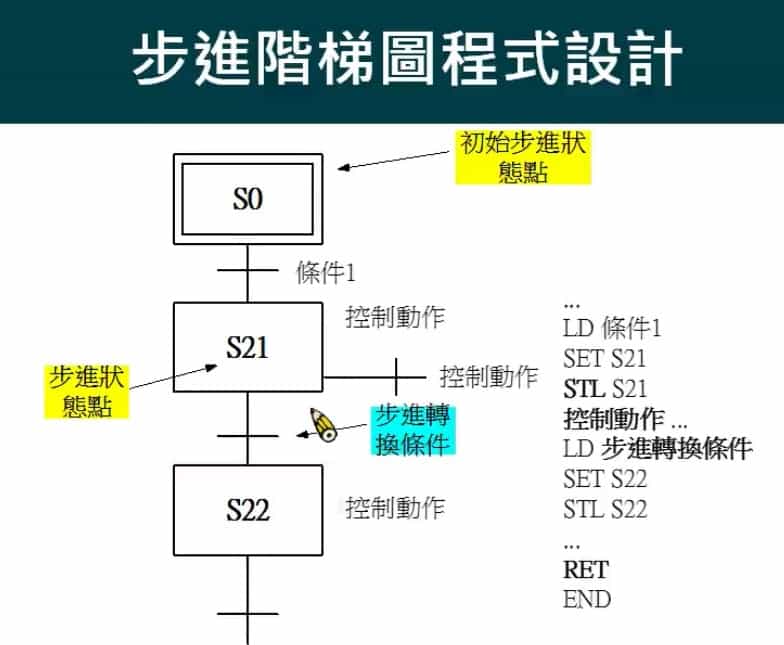 步進階梯圖程式設計
初始步進狀
態點
S0
條件1
控制動作
S21
控制動作
步進狀
態點
步進轉
換條件
S22
控制動作
...
LD 條件1
SET S21
STL S21
控制動作 ...
LD 步進轉換條件
SET S22
STL S22
...
RET
END